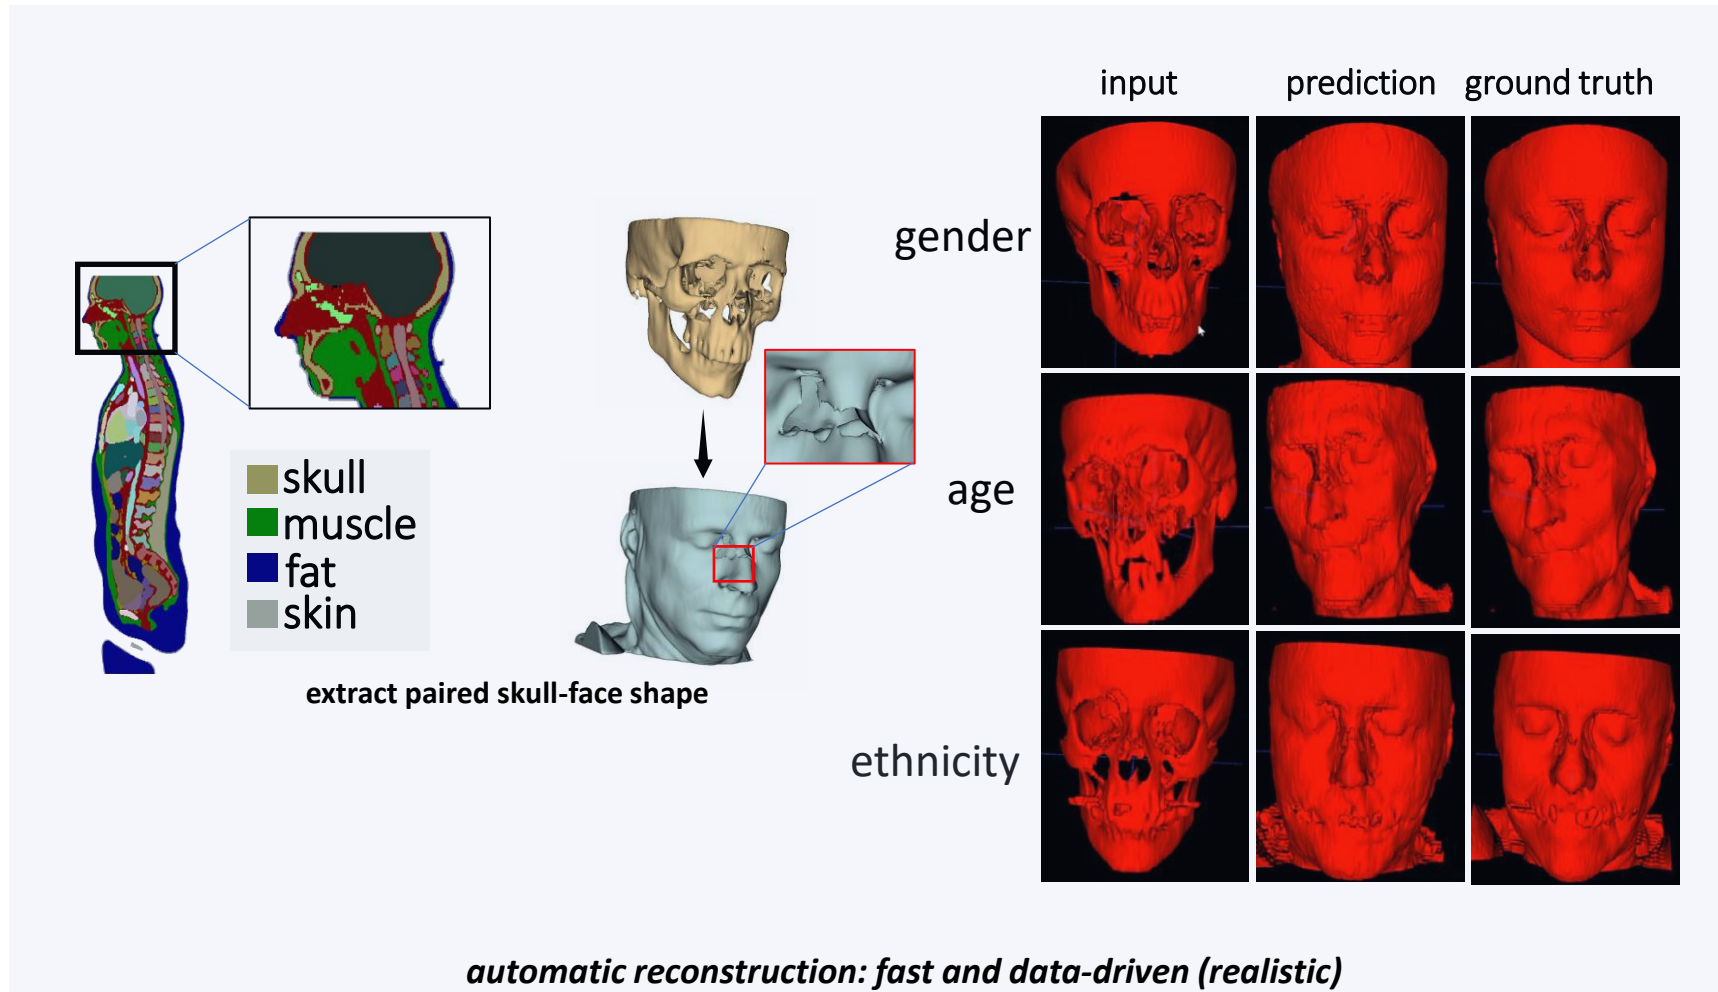 input prediction ground truth
gender
age
ethnicity
skull
muscle
fat
skin
extract paired skull-face shape
automatic reconstruction: fast and data-driven (realistic)